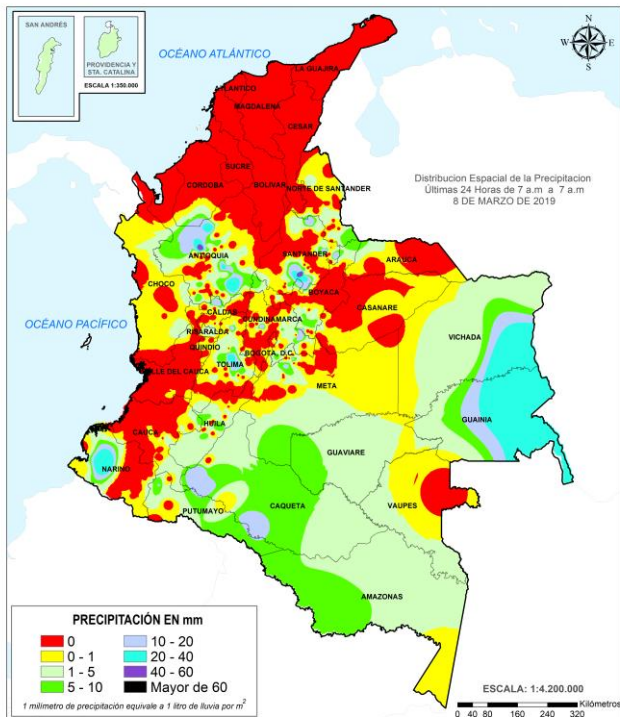 SAN ANDRÉS
PROVIDENCIA Y
STA. CATALINA
ESCALA 1:350.000
OCÉANO ATLÁNTICO
N
W
E
S
LA GUAJIRA
ATLANTICO
MAGDALENA
CESAR
SUCRE
CORDOBA
BOLIVAR
NORTE DE SANTANDER
Distribucion Espacial de la Precipitacion
Últimas 24 Horas de 7 a.m a 7 a.m
8 DE MARZO DE 2019
ANTIOQUIA
SANTANDER
ARAUCA
CHOCO
BOYACA
CASANARE
OCÉANO PACÍFICO
CALDAS
CUNDINAMARCA
RISARALDA
VICHADA
QUINDIO
BOGOTA, D.C.
TOLIMA
VALLE DEL CAUCA
META
GUAINIA
CAUCA
HUILA
GUAVIARE
NARIÑO
CAQUETA
VAUPES
PUTUMAYO
AMAZONAS
PRECIPITACIÓN EN mm
0
10 - 20
0 - 1
20 - 40
1 - 5
40 - 60
5 - 10
Mayor de 60
1 milimetro de precipitación equivale a 1 litro de lluvia por m²
ESCALA: 1:4.200.000
Kilómetros
0 40 80 160 240 320